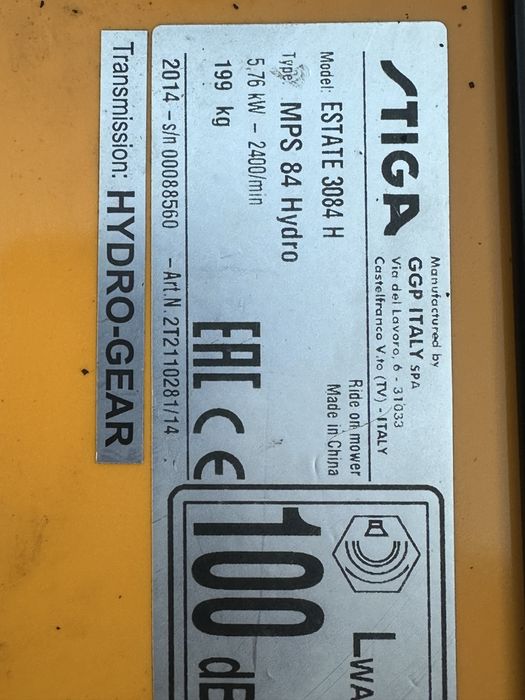 STIGA
Manufactured by
GGP ITALY SPA
Via del Lavoro, 6 - 31033
Castelfranco V.to (TV) - ITALY
Model: ESTATE 3084 H
Ride on mower
Type: MPS 84 Hydro
Made in China
5,76 kW - 2400/min
199 kg
2014 - s/n 00088560 - Art.N. 2T2110281/14
EAC CE
LWA
100 dB
Transmission: HYDRO-GEAR